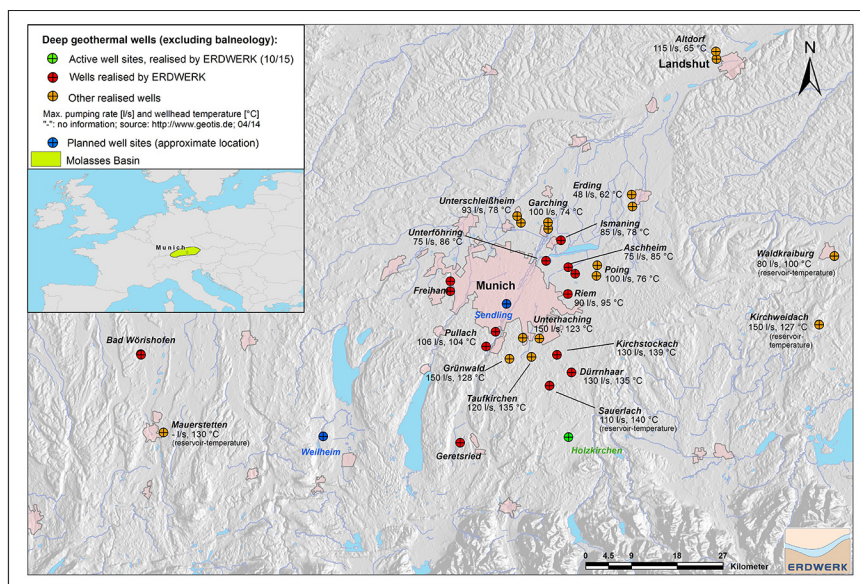 Deep geothermal wells (excluding balneology):
Active well sites, realised by ERDWERK (10/15)
Wells realised by ERDWERK
Other realised wells
Max. pumping rate [l/s] and wellhead temperature [°C]
"-": no information; source: http://www.geotis.de; 04/14
Planned well sites (approximate location)
Molasses Basin
Munich
Altdorf
115 l/s, 65 °C
Landshut
N
Erding
48 l/s, 62 °C
Unterschleißheim
93 l/s, 78 °C
Garching
100 l/s, 74 °C
Ismaning
85 l/s, 78 °C
Unterföhring
75 l/s, 86 °C
Aschheim
75 l/s, 85 °C
Waldkraiburg
80 l/s, 100 °C
(reservoir-temperature)
Poing
100 l/s, 76 °C
Freiham
Munich
Riem
90 l/s, 95 °C
Sendling
Kirchweidach
150 l/s, 127 °C
(reservoir-
temperature)
Unterhaching
150 l/s, 123 °C
Pullach
106 l/s, 104 °C
Bad Wörishofen
Kirchstockach
130 l/s, 139 °C
Grünwald
150 l/s, 128 °C
Dürrnhaar
130 l/s, 135 °C
Taufkirchen
120 l/s, 135 °C
Sauerlach
110 l/s, 140 °C
(reservoir-temperature)
Mauerstetten
- l/s, 130 °C
(reservoir-temperature)
Weilheim
Geretsried
Holzkirchen
0 4.5 9 18 27
Kilometer
ERDWERK